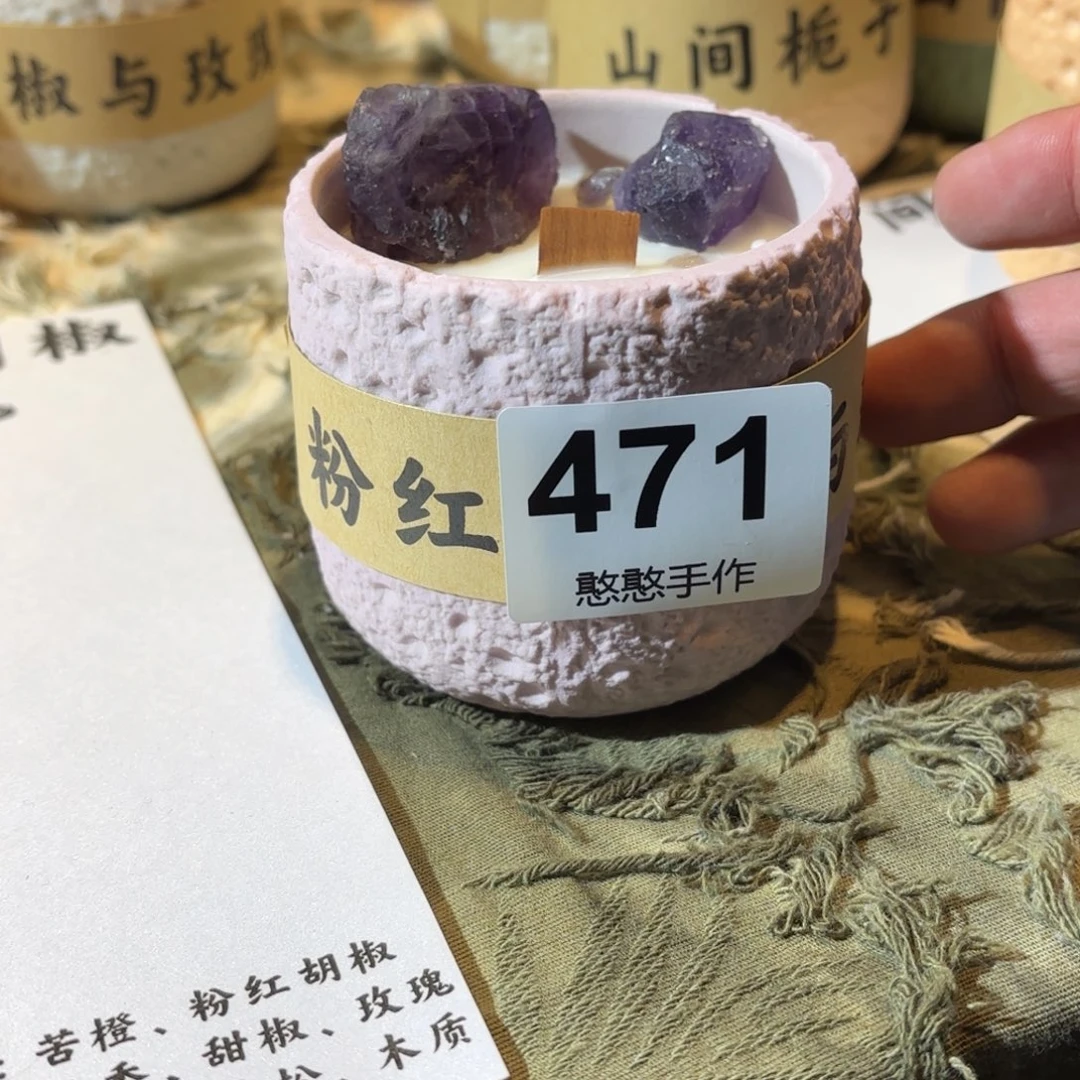 椒与玫瑰
山间栀子
椒
间
粉红
471
憨憨手作
苦橙、粉红胡椒
甜椒、玫瑰
木质